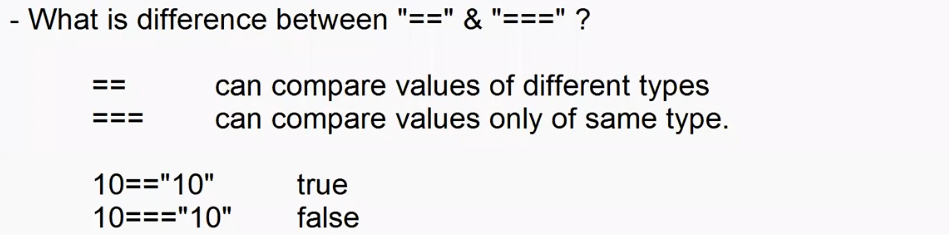 - What is difference between "==" & "===" ?
== can compare values of different types
=== can compare values only of same type.
10=="10" true
10==="10" false